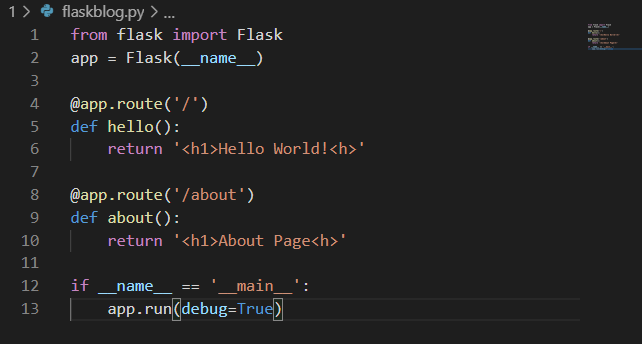 1 > flaskblog.py > ...
1 from flask import Flask
2 app = Flask(__name__)
3
4 @app.route('/')
5 def hello():
6     return '<h1>Hello World!<h>'
7
8 @app.route('/about')
9 def about():
10     return '<h1>About Page<h>'
11
12 if __name__ == '__main__':
13     app.run(debug=True)